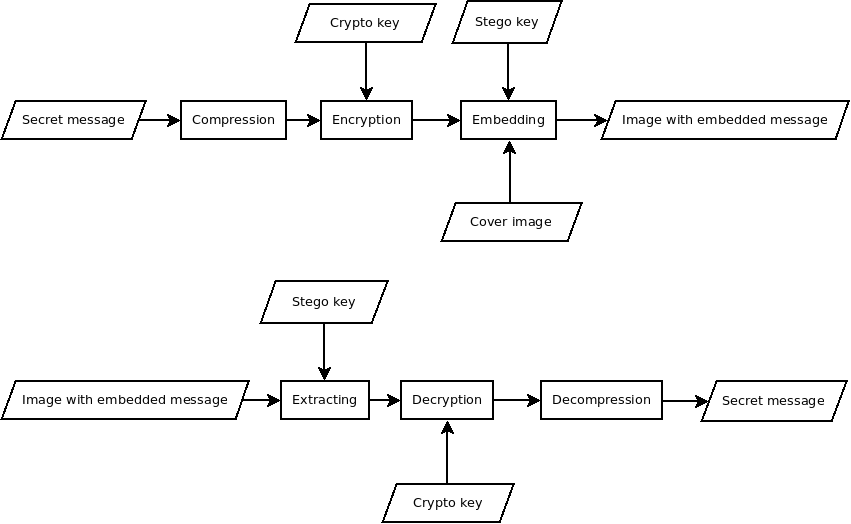 Crypto key
Stego key
Secret message
Compression
Encryption
Embedding
Image with embedded message
Cover image
Stego key
Image with embedded message
Extracting
Decryption
Decompression
Secret message
Crypto key